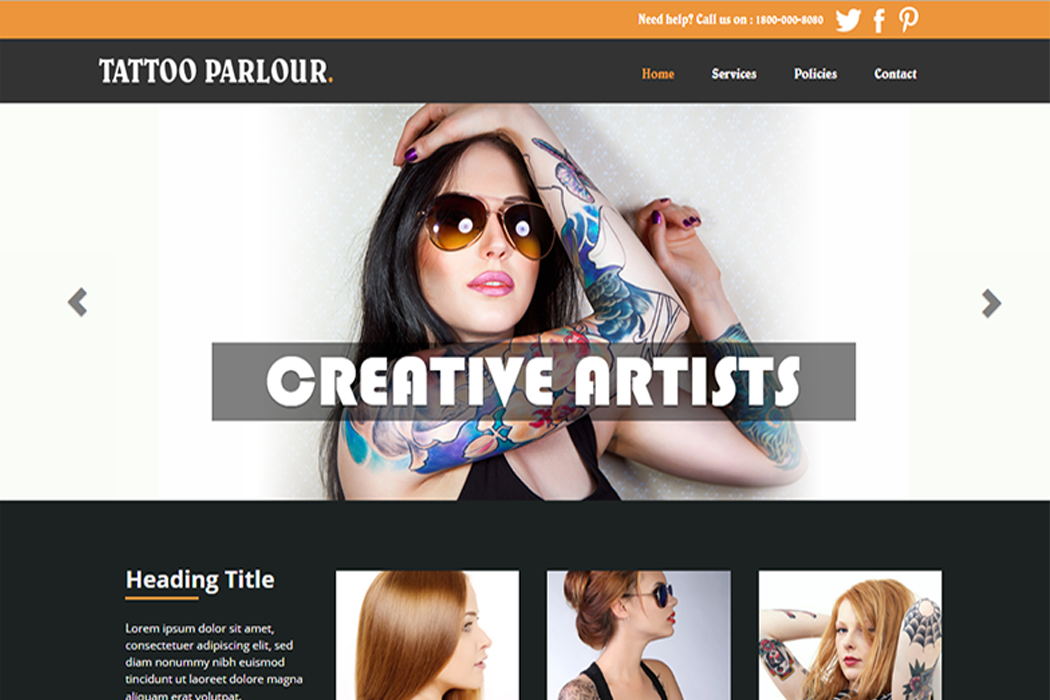 Need help? Call us on : 1800-000-8080
TATTOO PARLOUR.
Home Services Policies Contact
CREATIVE ARTISTS
Heading Title
Lorem ipsum dolor sit amet,
consectetuer adipiscing elit, sed
diam nonummy nibh euismod
tincidunt ut laoreet dolore magna
aliquam erat volutpat.